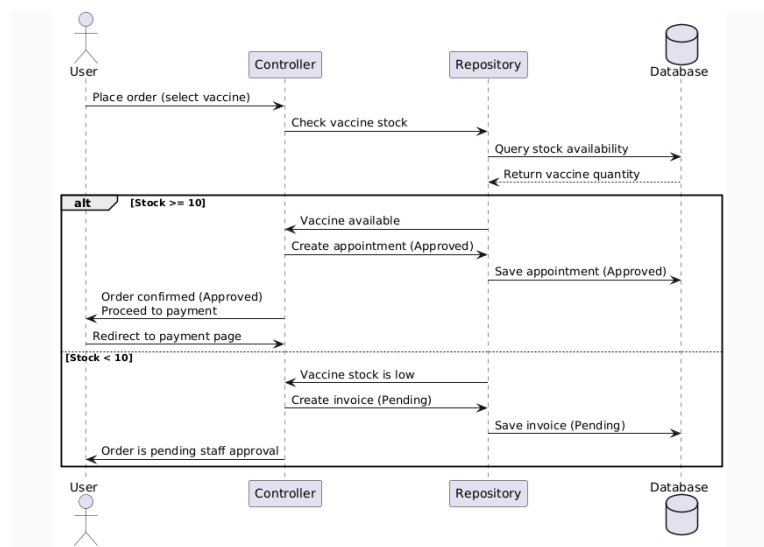 User
Controller
Repository
Database
Place order (select vaccine)
Check vaccine stock
Query stock availability
Return vaccine quantity
alt [Stock >= 10]
Vaccine available
Create appointment (Approved)
Save appointment (Approved)
Order confirmed (Approved)
Proceed to payment
Redirect to payment page
[Stock < 10]
Vaccine stock is low
Create invoice (Pending)
Save invoice (Pending)
Order is pending staff approval
User
Controller
Repository
Database